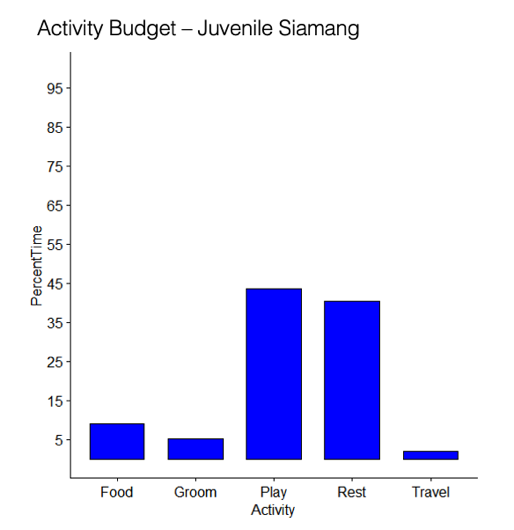 Activity Budget – Juvenile Siamang
PercentTime
95
85
75
65
55
45
35
25
15
5
Food Groom Play Rest Travel
Activity